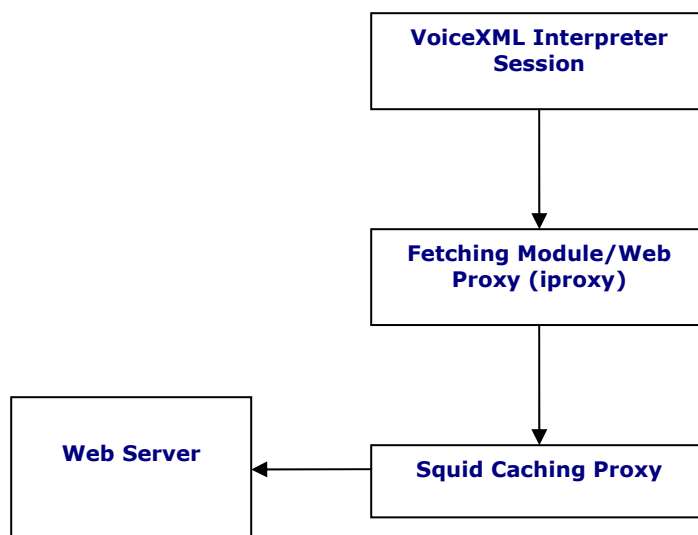 VoiceXML Interpreter
Session
Fetching Module/Web
Proxy (iproxy)
Web Server
Squid Caching Proxy